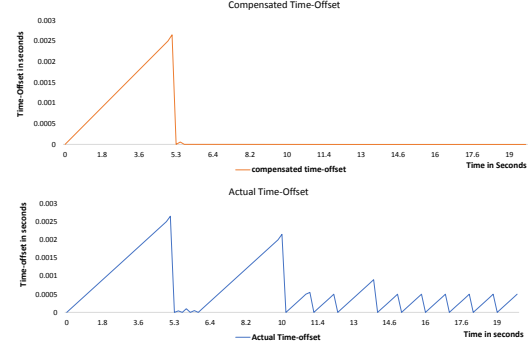 Compensated Time-Offset
0.003
0.0025
0.002
0.0015
0.001
0.0005
0
Time-Offset in seconds
0 1.8 3.6 5.3 6.4 8.2 10 11.4 13 14.6 16 17.6 19
Time in Seconds
compensated time-offset
Actual Time-Offset
0.003
0.0025
0.002
0.0015
0.001
0.0005
0
Time-offset in seconds
0 1.8 3.6 5.3 6.4 8.2 10 11.4 13 14.6 16 17.6 19
Time in seconds
Actual Time-offset